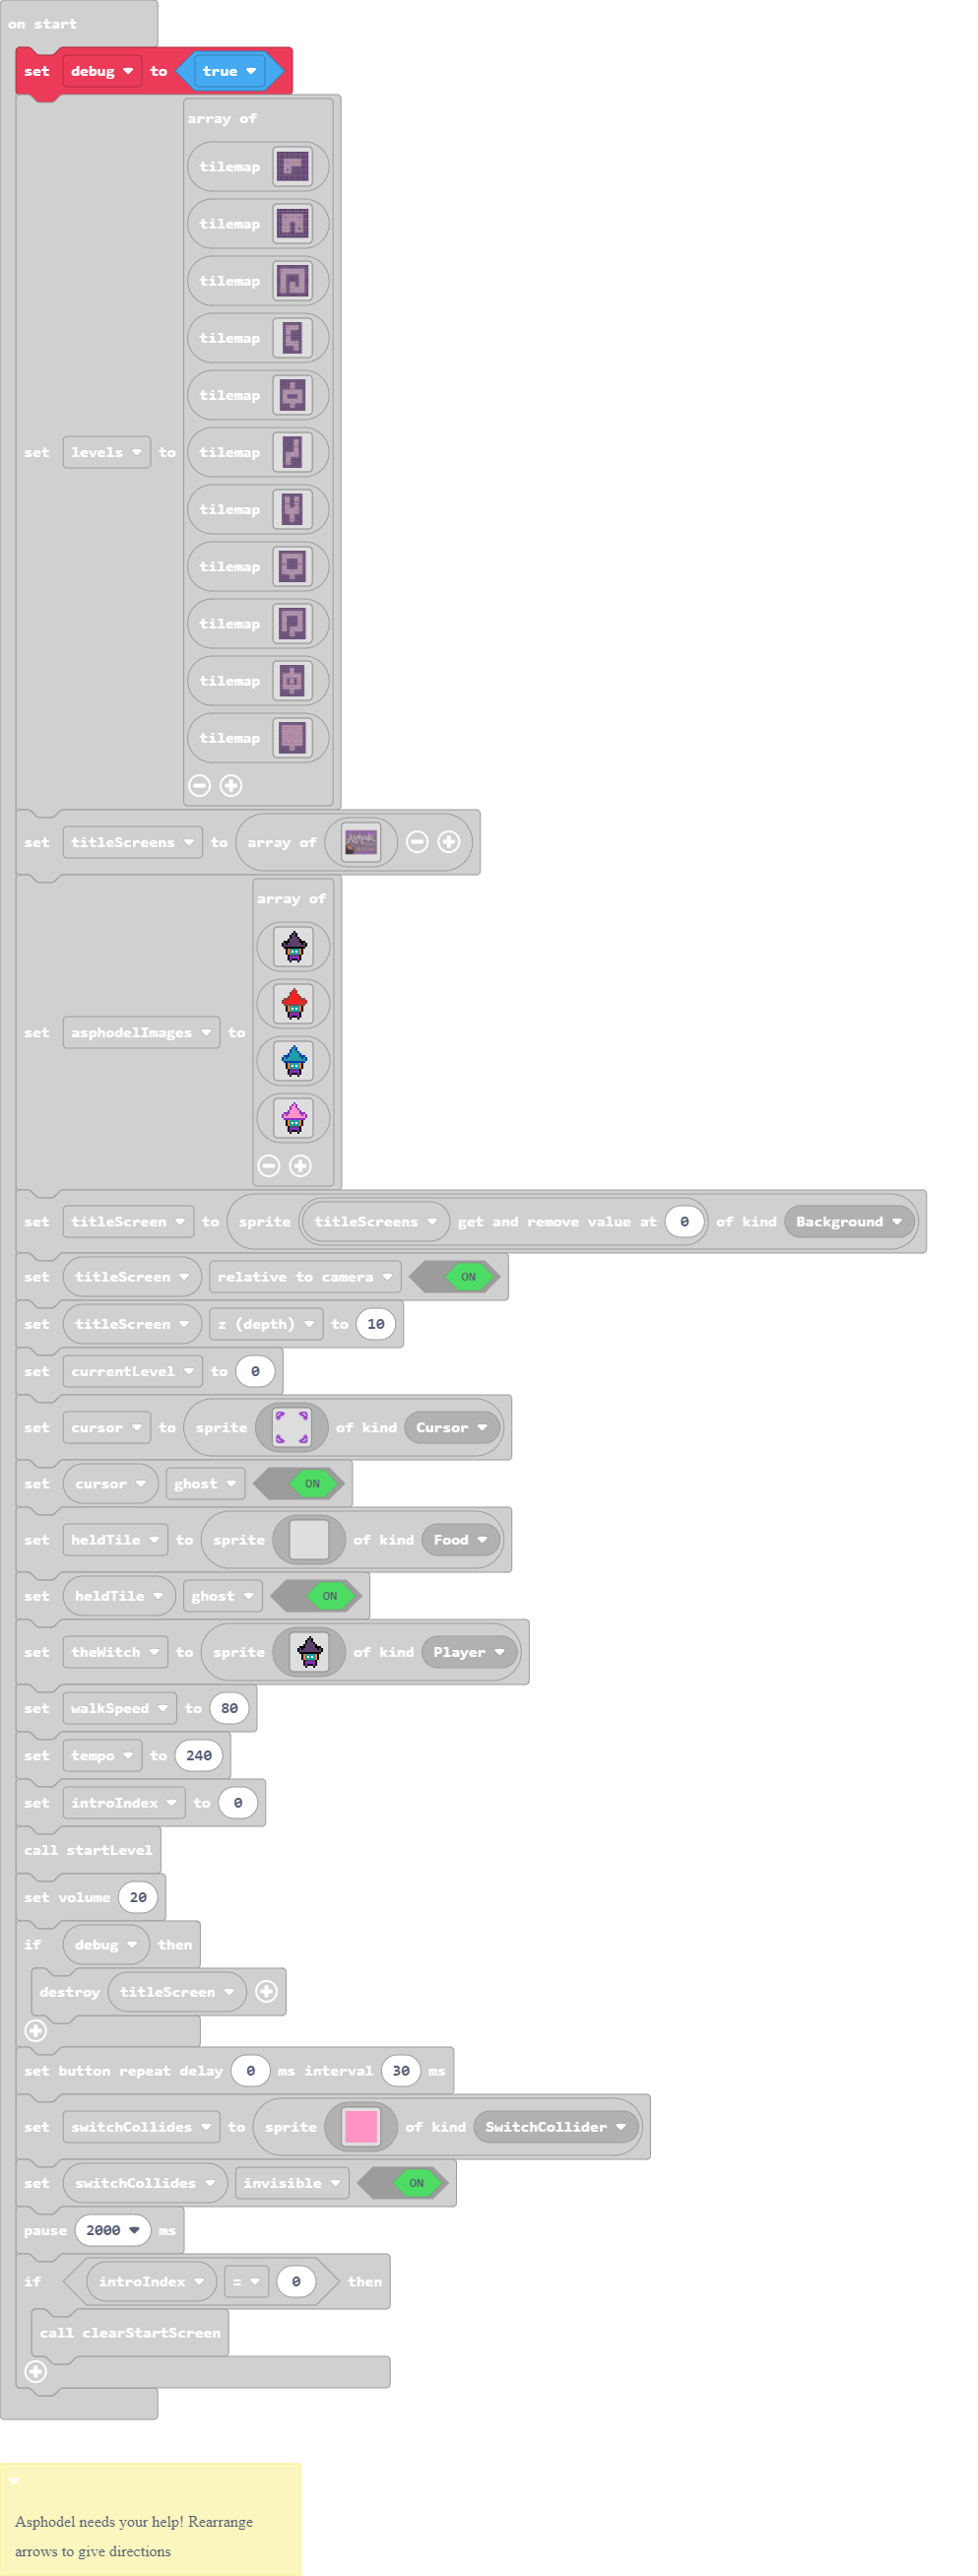 on start
set debug to true
array of
tilemap
tilemap
tilemap
tilemap
tilemap
set levels to tilemap
tilemap
tilemap
tilemap
tilemap
tilemap
set titleScreens to array of
array of
set asphodelImages to
set titleScreen to sprite titleScreens get and remove value at 0 of kind Background
set titleScreen relative to camera ON
set titleScreen z (depth) to 10
set currentLevel to 0
set cursor to sprite of kind Cursor
set cursor ghost ON
set heldTile to sprite of kind Food
set heldTile ghost ON
set theWitch to sprite of kind Player
set walkSpeed to 80
set tempo to 240
set introIndex to 0
call startLevel
set volume 20
if debug then
destroy titleScreen
set button repeat delay 0 ms interval 30 ms
set switchCollides to sprite of kind SwitchCollider
set switchCollides invisible ON
pause 2000 ms
if introIndex = 0 then
call clearStartScreen
Asphodel needs your help! Rearrange
arrows to give directions